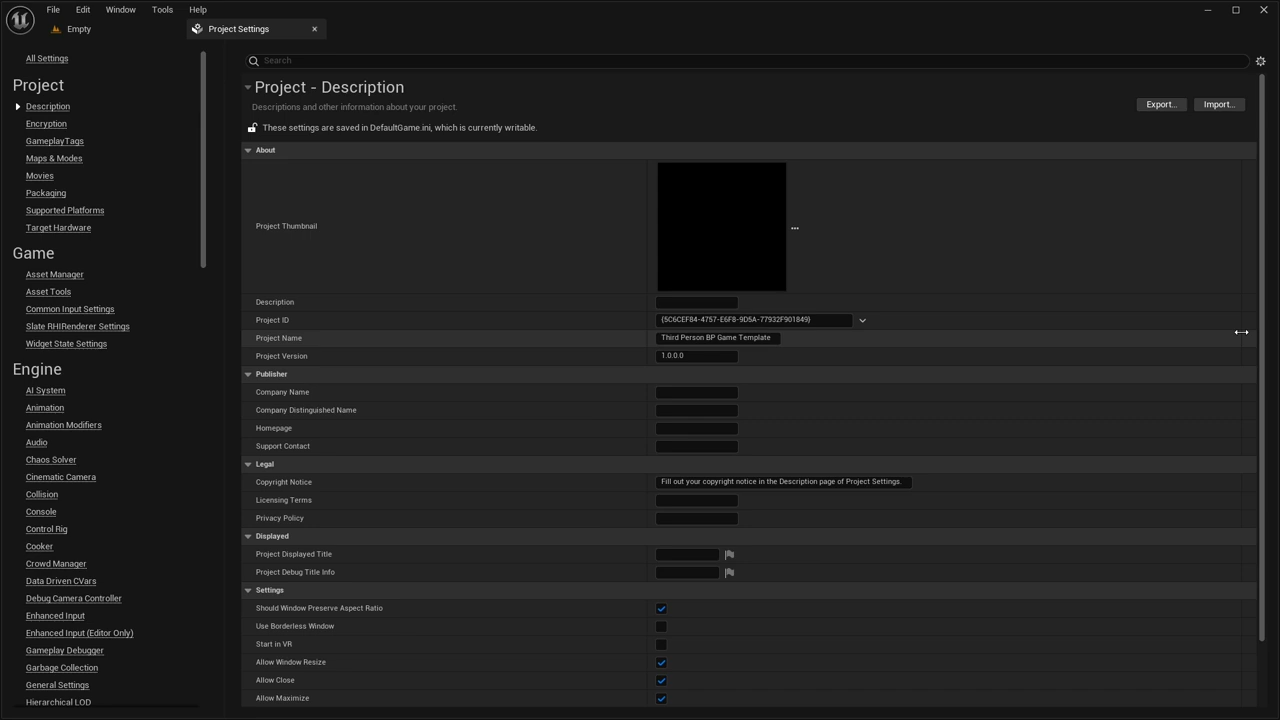 File Edit Window Tools Help
Empty
Project Settings
All Settings
Project
Description
Encryption
GameplayTags
Maps & Modes
Movies
Packaging
Supported Platforms
Target Hardware
Game
Asset Manager
Asset Tools
Common Input Settings
Slate RHIRenderer Settings
Widget State Settings
Engine
AI System
Animation
Animation Modifiers
Audio
Chaos Solver
Cinematic Camera
Collision
Console
Control Rig
Cooker
Crowd Manager
Data Driven CVars
Debug Camera Controller
Enhanced Input
Enhanced Input (Editor Only)
Gameplay Debugger
Garbage Collection
General Settings
Hierarchical LOD
Search
Project - Description
Descriptions and other information about your project.
Export... Import...
These settings are saved in DefaultGame.ini, which is currently writable.
About
Project Thumbnail
Description
Project ID {5C6CEF84-4757-E6F8-9D5A-77932F901849}
Project Name Third Person BP Game Template
Project Version 1.0.0.0
Publisher
Company Name
Company Distinguished Name
Homepage
Support Contact
Legal
Copyright Notice Fill out your copyright notice in the Description page of Project Settings.
Licensing Terms
Privacy Policy
Displayed
Project Displayed Title
Project Debug Title Info
Settings
Should Window Preserve Aspect Ratio
Use Borderless Window
Start in VR
Allow Window Resize
Allow Close
Allow Maximize